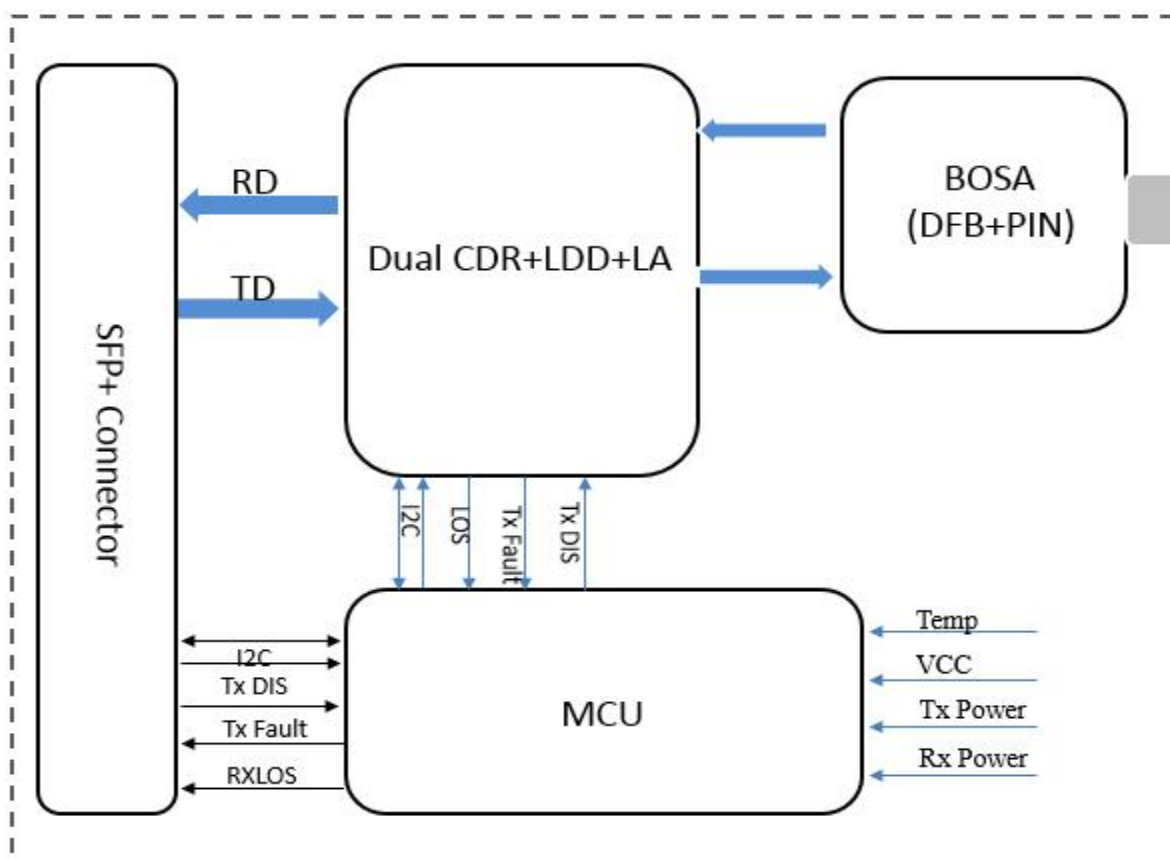 RD
TD
SFP+ Connector
Dual CDR+LDD+LA
BOSA
(DFB+PIN)
I2C
LOS
Tx Fault
Tx DIS
I2C
Tx DIS
Tx Fault
RXLOS
MCU
Temp
VCC
Tx Power
Rx Power